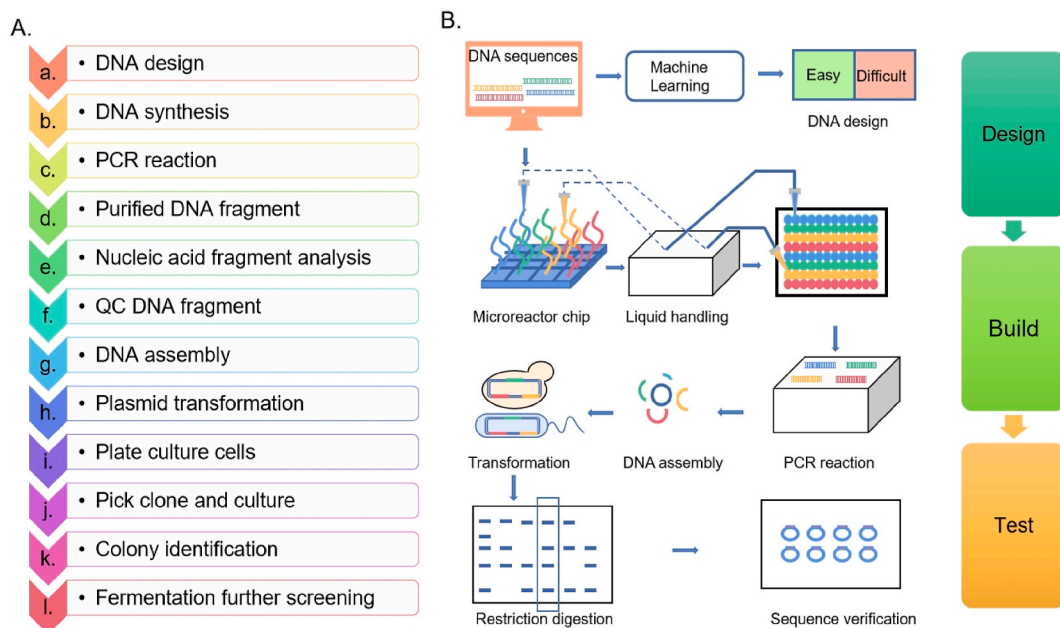 A.
a. • DNA design
b. • DNA synthesis
c. • PCR reaction
d. • Purified DNA fragment
e. • Nucleic acid fragment analysis
f. • QC DNA fragment
g. • DNA assembly
h. • Plasmid transformation
i. • Plate culture cells
j. • Pick clone and culture
k. • Colony identification
l. • Fermentation further screening
B.
DNA sequences
Machine
Learning
Easy
Difficult
DNA design
Microreactor chip
Liquid handling
Transformation
DNA assembly
PCR reaction
Restriction digestion
Sequence verification
Design
Build
Test